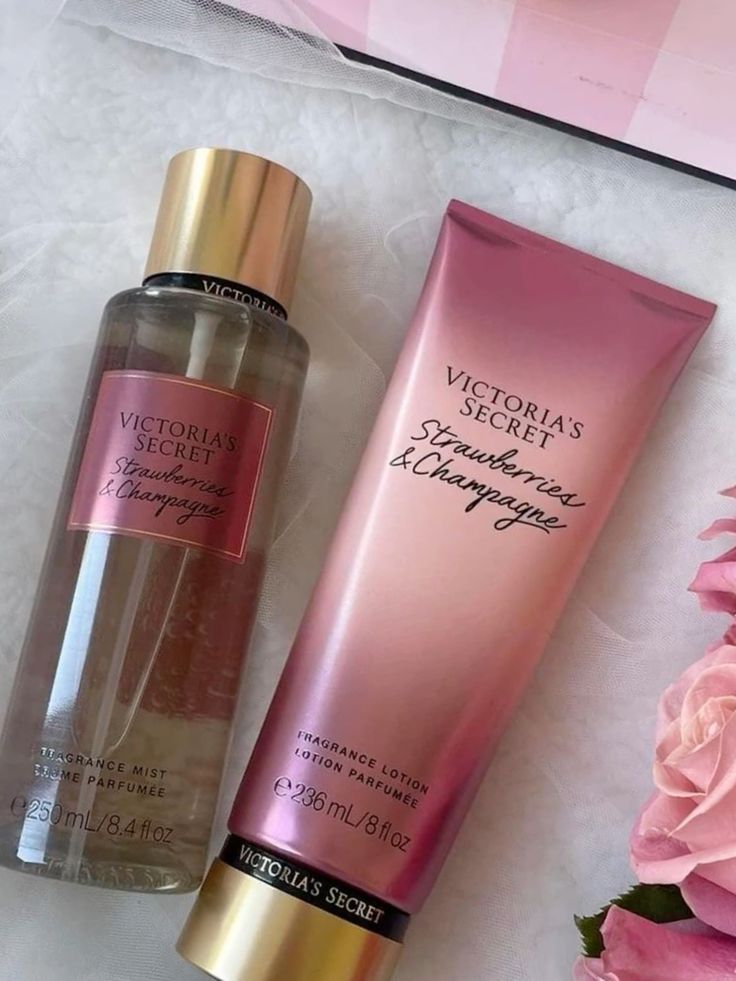 VICTORIA'S
VICTORIA'S
SECRET
Strawberries
& Champagne
FRAGRANCE MIST
BRUME PARFUMÉE
℮250 mL/8.4 fl oz
VICTORIA'S
SECRET
Strawberries
& Champagne
FRAGRANCE LOTION
LOTION PARFUMÉE
℮236 mL/8 fl oz
VICTORIA'S SECRET